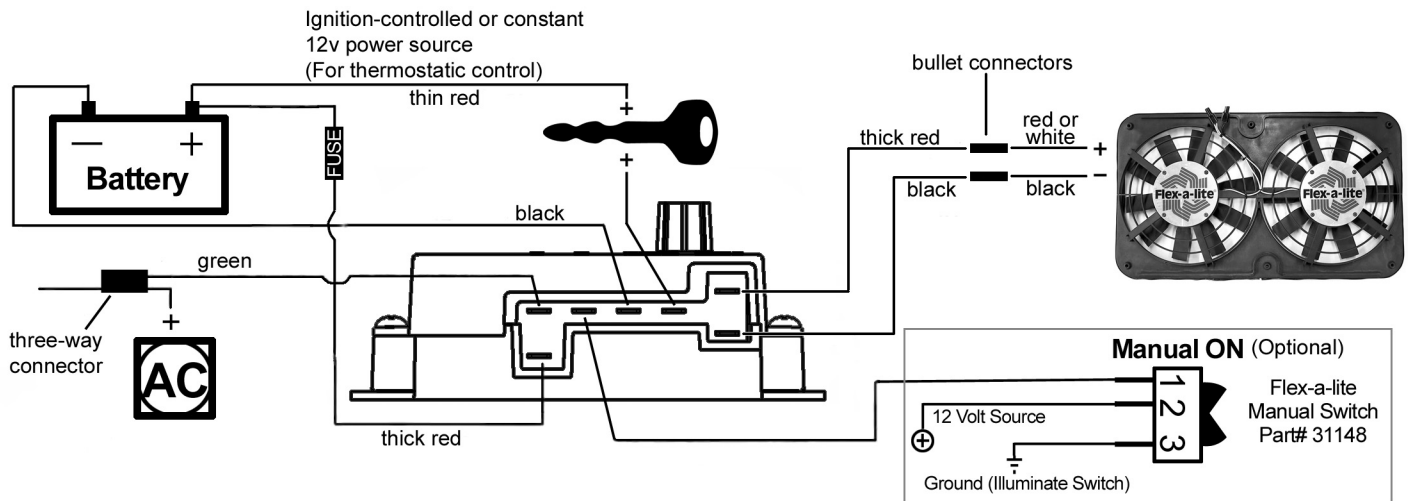 Ignition-controlled or constant
12v power source
(For thermostatic control)
thin red
+
+
− +
Battery
FUSE
black
green
+
three-way
connector
AC
thick red
bullet connectors
thick red
red or
white
+
black
black
−
Flex-a-lite
Flex-a-lite
Manual ON (Optional)
1
2
3
12 Volt Source
+
Ground (Illuminate Switch)
Flex-a-lite
Manual Switch
Part# 31148